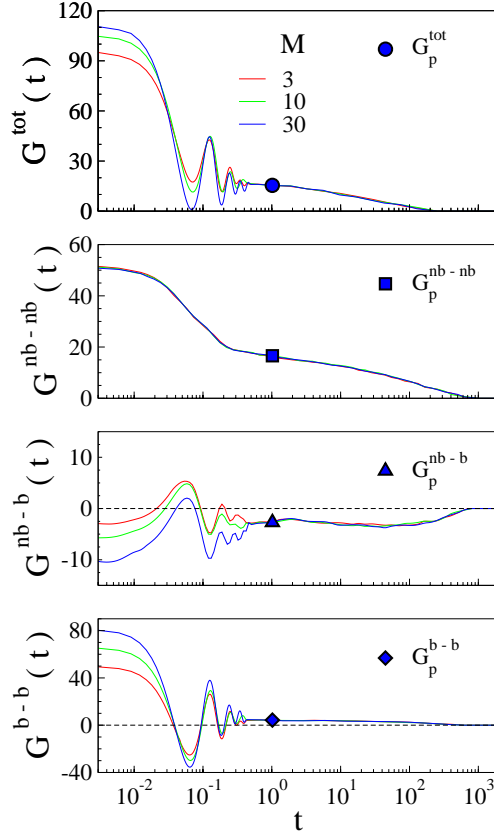 120
90
60
30
0
G^tot (t)
M
3
10
30
G_p^tot
60
40
20
0
G^nb - nb (t)
G_p^nb - nb
10
0
-10
G^nb - b (t)
G_p^nb - b
80
40
0
-40
G^b - b (t)
G_p^b - b
10^-2 10^-1 10^0 10^1 10^2 10^3
t